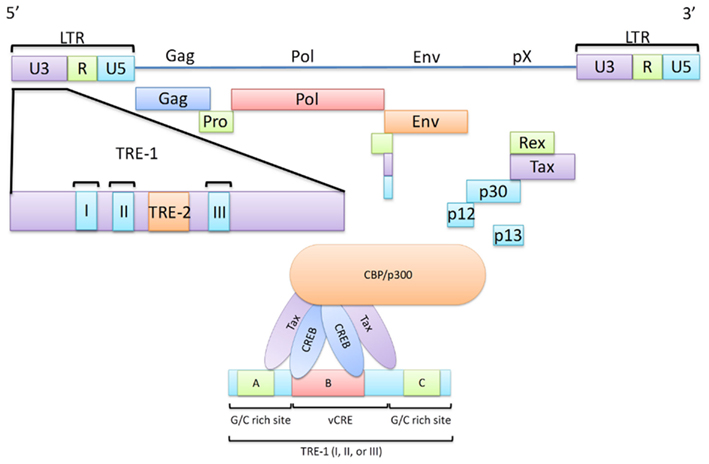 5’ 3’
LTR LTR
Gag Pol Env pX
U3 R U5 U3 R U5
Gag Pol
Pro Env
TRE-1 Rex
Tax
I II TRE-2 III p30
p12
p13
CBP/p300
Tax CREB CREB Tax
A B C
G/C rich site vCRE G/C rich site
TRE-1 (I, II, or III)